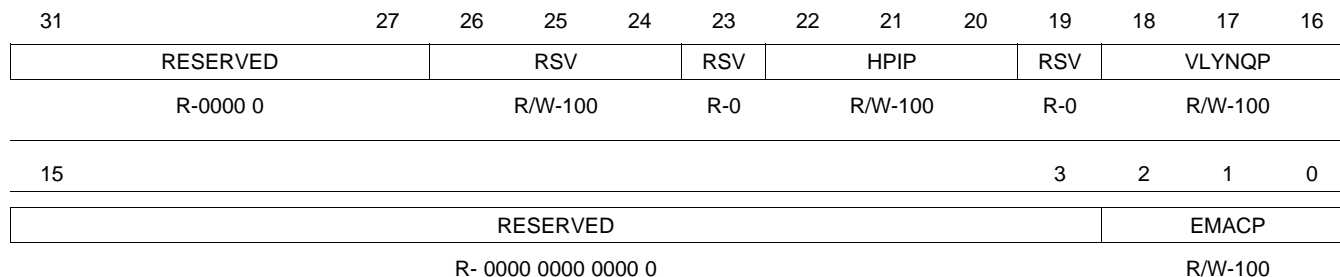 31 27 26 25 24 23 22 21 20 19 18 17 16
RESERVED RSV RSV HPIP RSV VLYNQP
R-0000 0 R/W-100 R-0 R/W-100 R-0 R/W-100
15 3 2 1 0
RESERVED EMACP
R- 0000 0000 0000 0 R/W-100